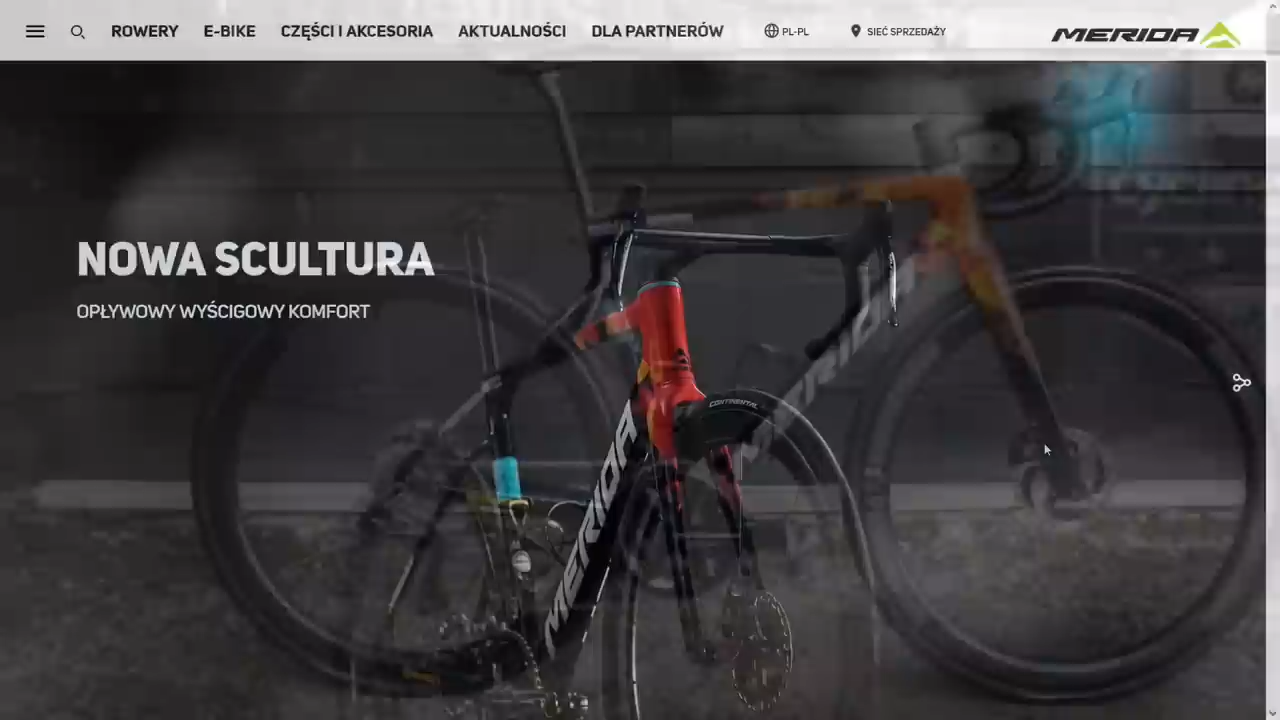 ROWERY E-BIKE CZĘŚCI I AKCESORIA AKTUALNOŚCI DLA PARTNERÓW PL-PL SIEĆ SPRZEDAŻY MERIDA
NOWA SCULTURA
OPŁYWOWY WYŚCIGOWY KOMFORT
CONTINENTAL
MERIDA
MERIDA